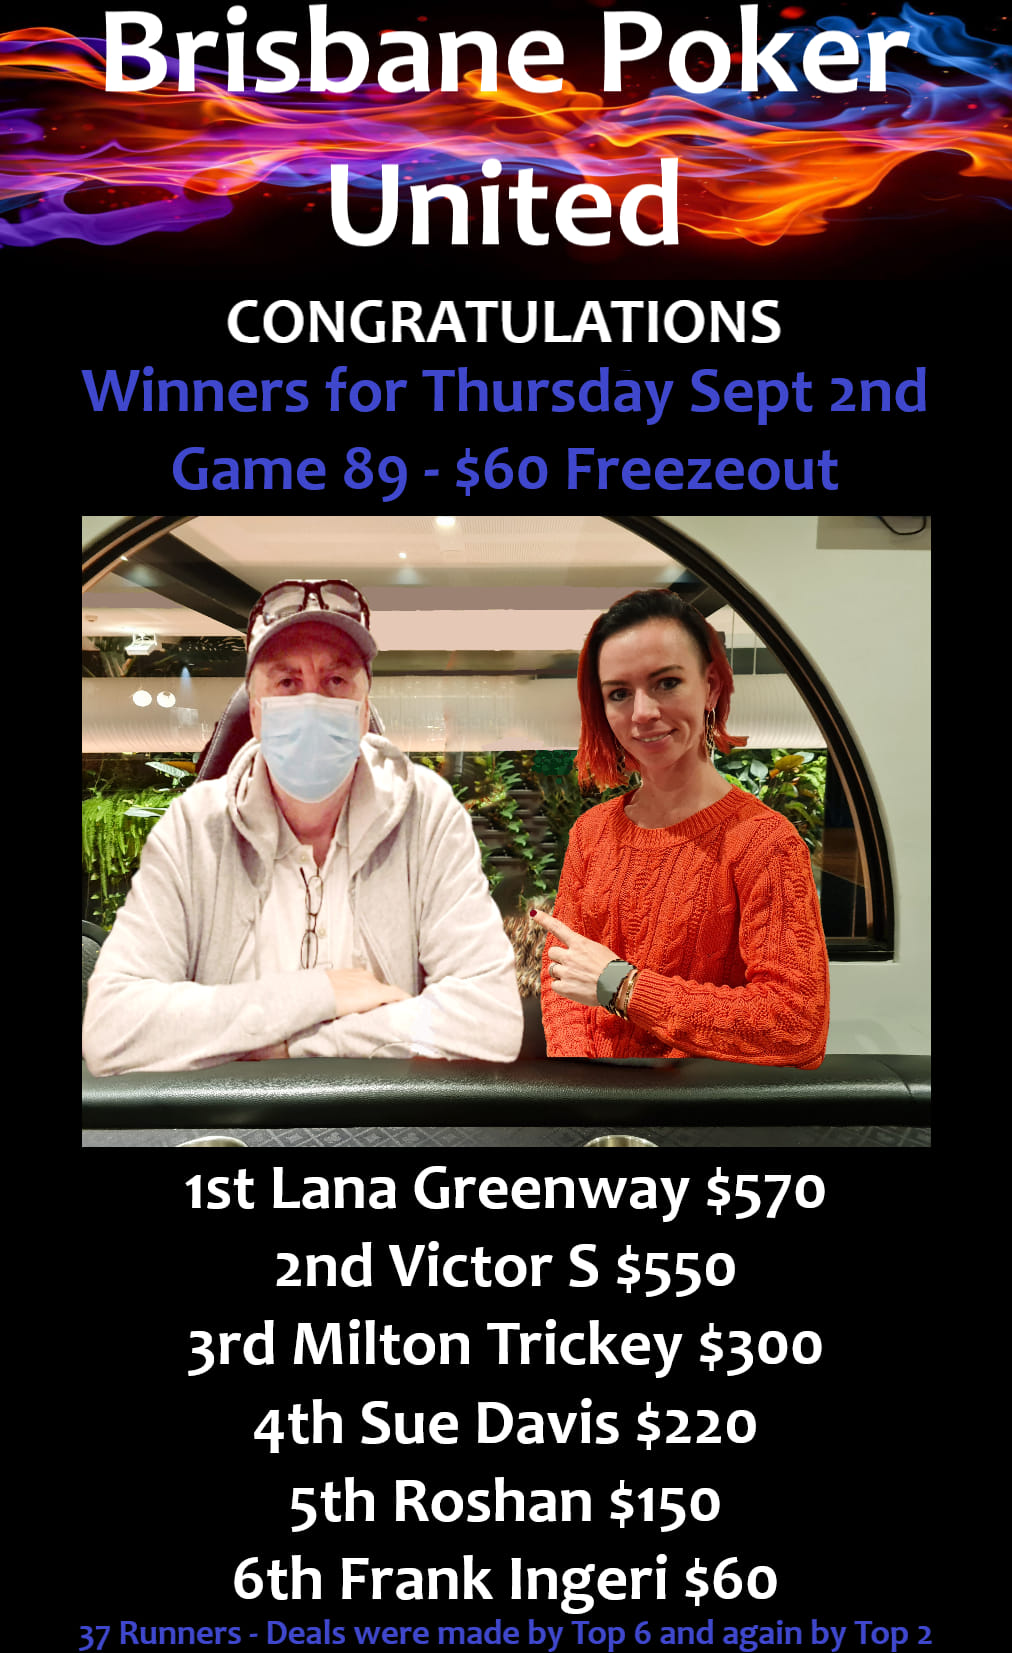 Brisbane Poker
United
CONGRATULATIONS
Winners for Thursday Sept 2nd
Game 89 - $60 Freezeout
1st Lana Greenway $570
2nd Victor S $550
3rd Milton Trickey $300
4th Sue Davis $220
5th Roshan $150
6th Frank Ingeri $60
37 Runners - Deals were made by Top 6 and again by Top 2